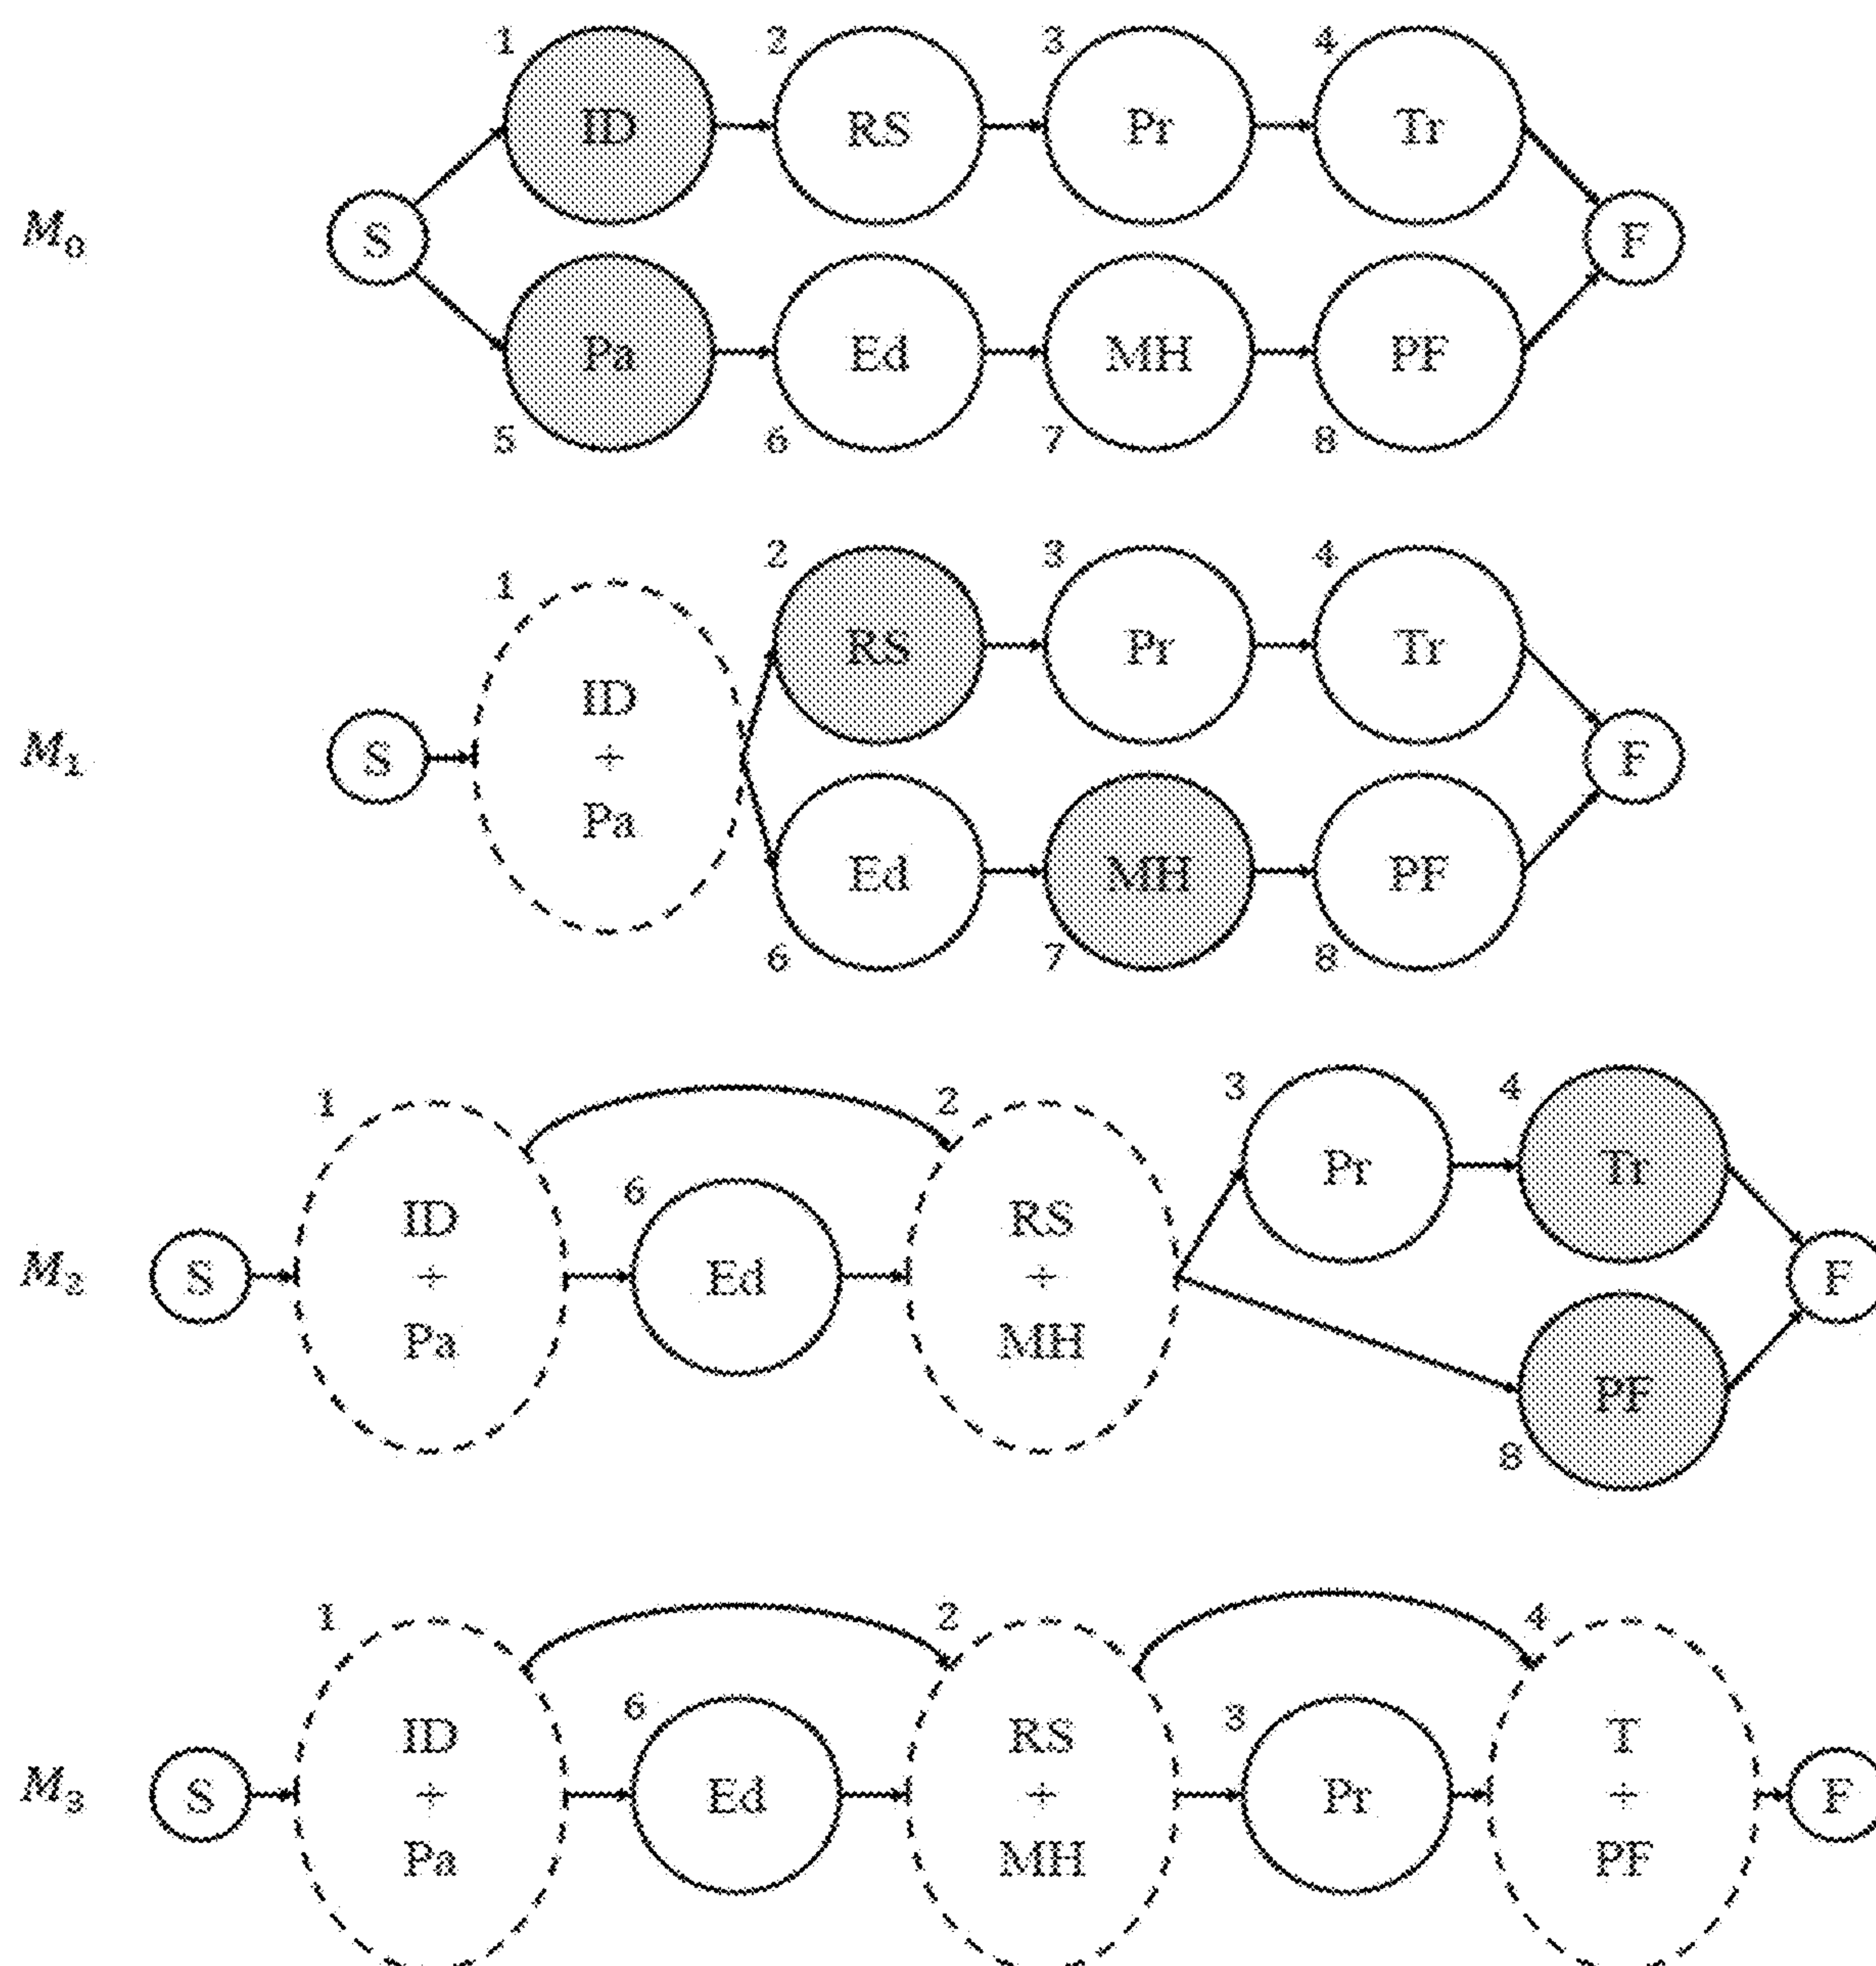 1 2 3 4
ID RS Pr Tr
M0 S F
Pa Ed MH PF
5 6 7 8
1 2 3 4
RS Pr Tr
M1 S ID + Pa F
Ed MH PF
6 7 8
1 2 3 4
6 Pr Tr
M2 S ID + Pa Ed RS + MH F
PF
8
1 2 4
6 3
M3 S ID + Pa Ed RS + MH Pr T + PF F